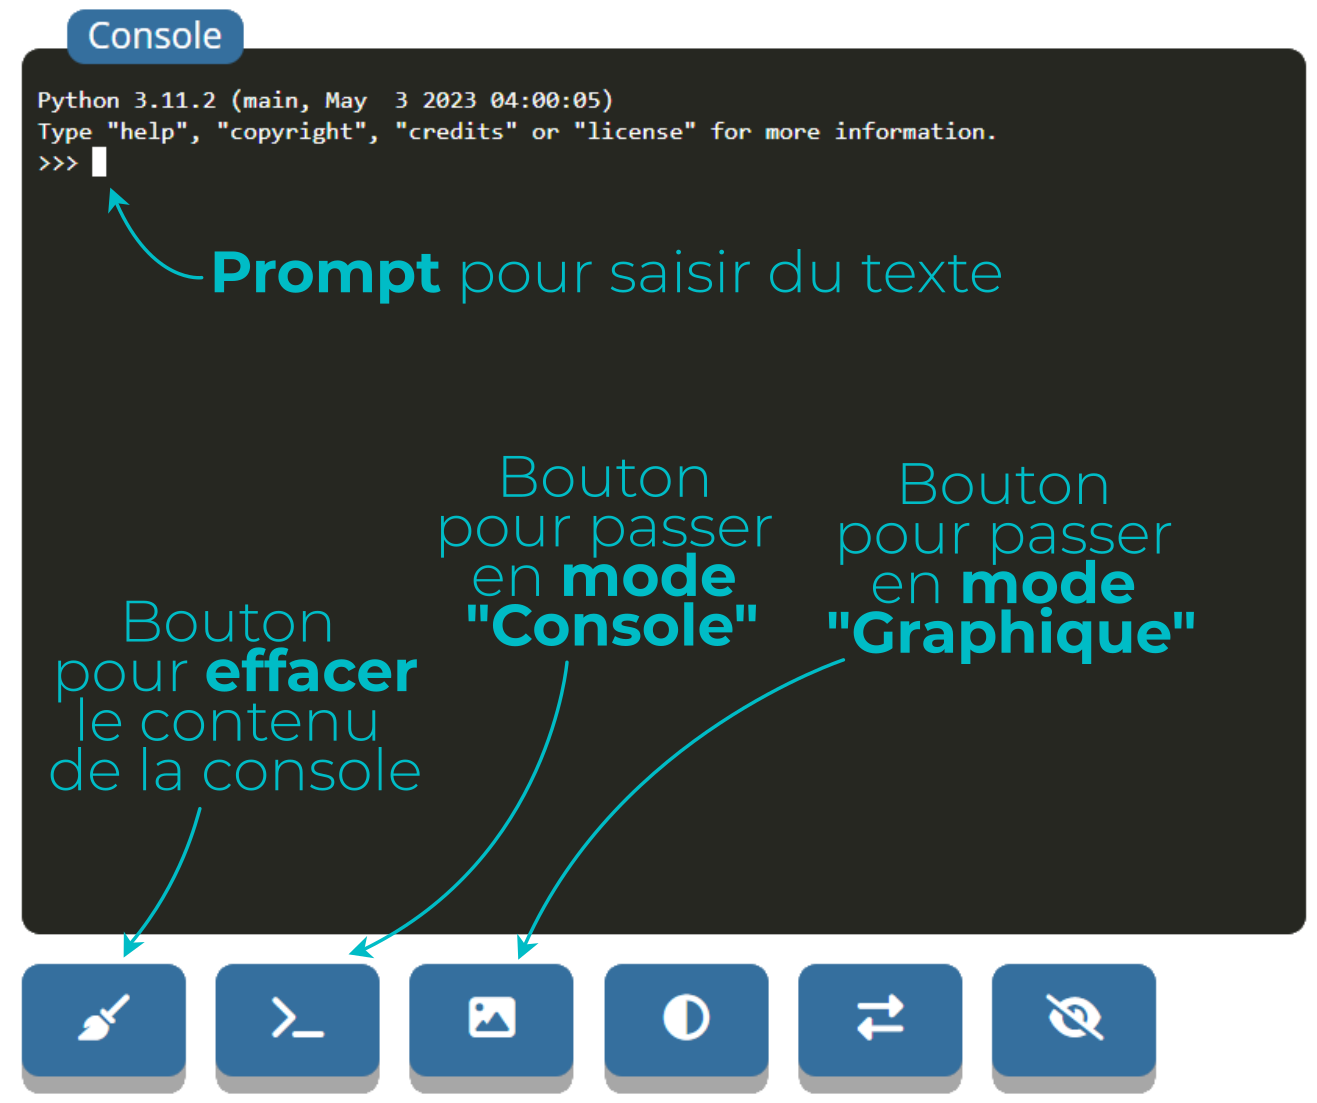 Console
Python 3.11.2 (main, May  3 2023 04:00:05)
Type "help", "copyright", "credits" or "license" for more information.
>>>
Prompt pour saisir du texte
Bouton
pour passer
en mode
"Console"
Bouton
pour passer
en mode
"Graphique"
Bouton
pour effacer
le contenu
de la console